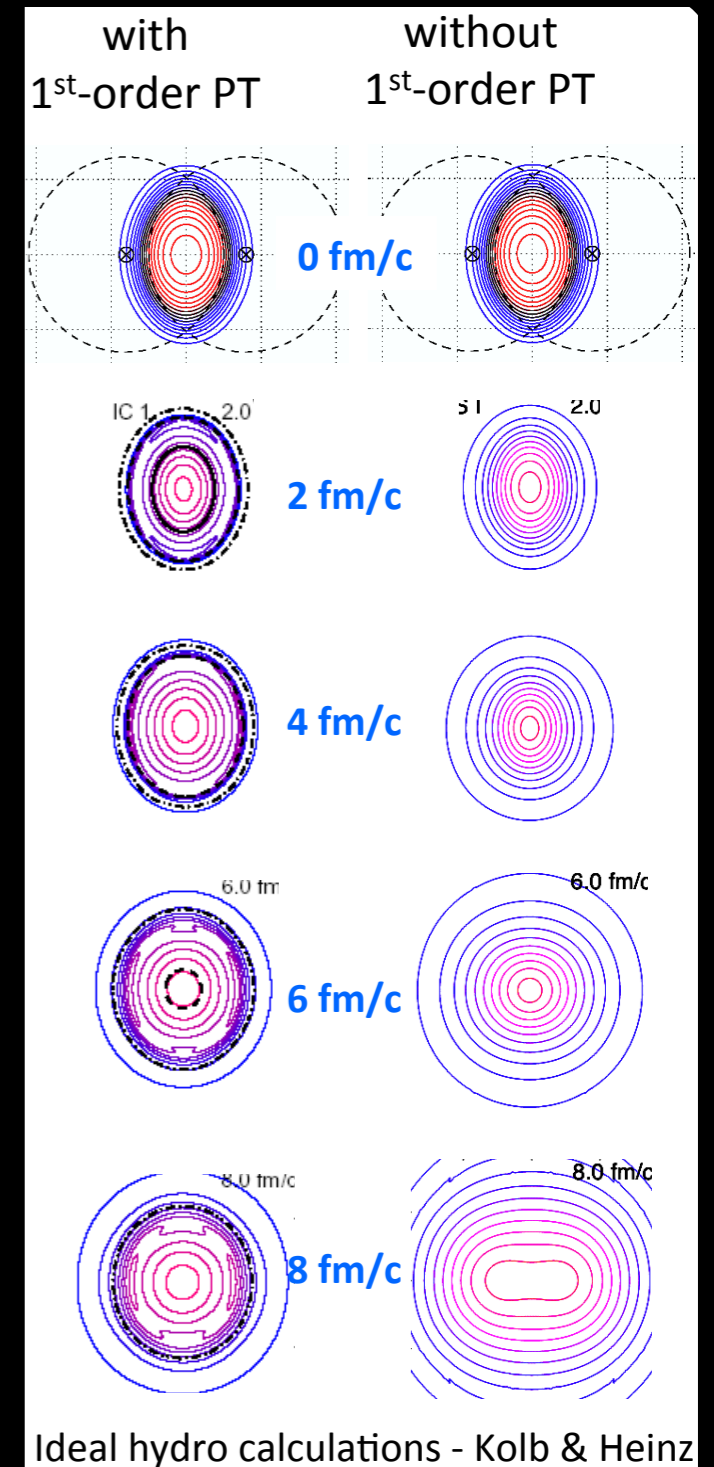 with
1st-order PT
without
1st-order PT
0 fm/c
IC 1
2.0
2.0
2 fm/c
4 fm/c
6.0 fm
6.0 fm/c
6 fm/c
8.0 fm/c
8.0 fm/c
8 fm/c
Ideal hydro calculations - Kolb & Heinz